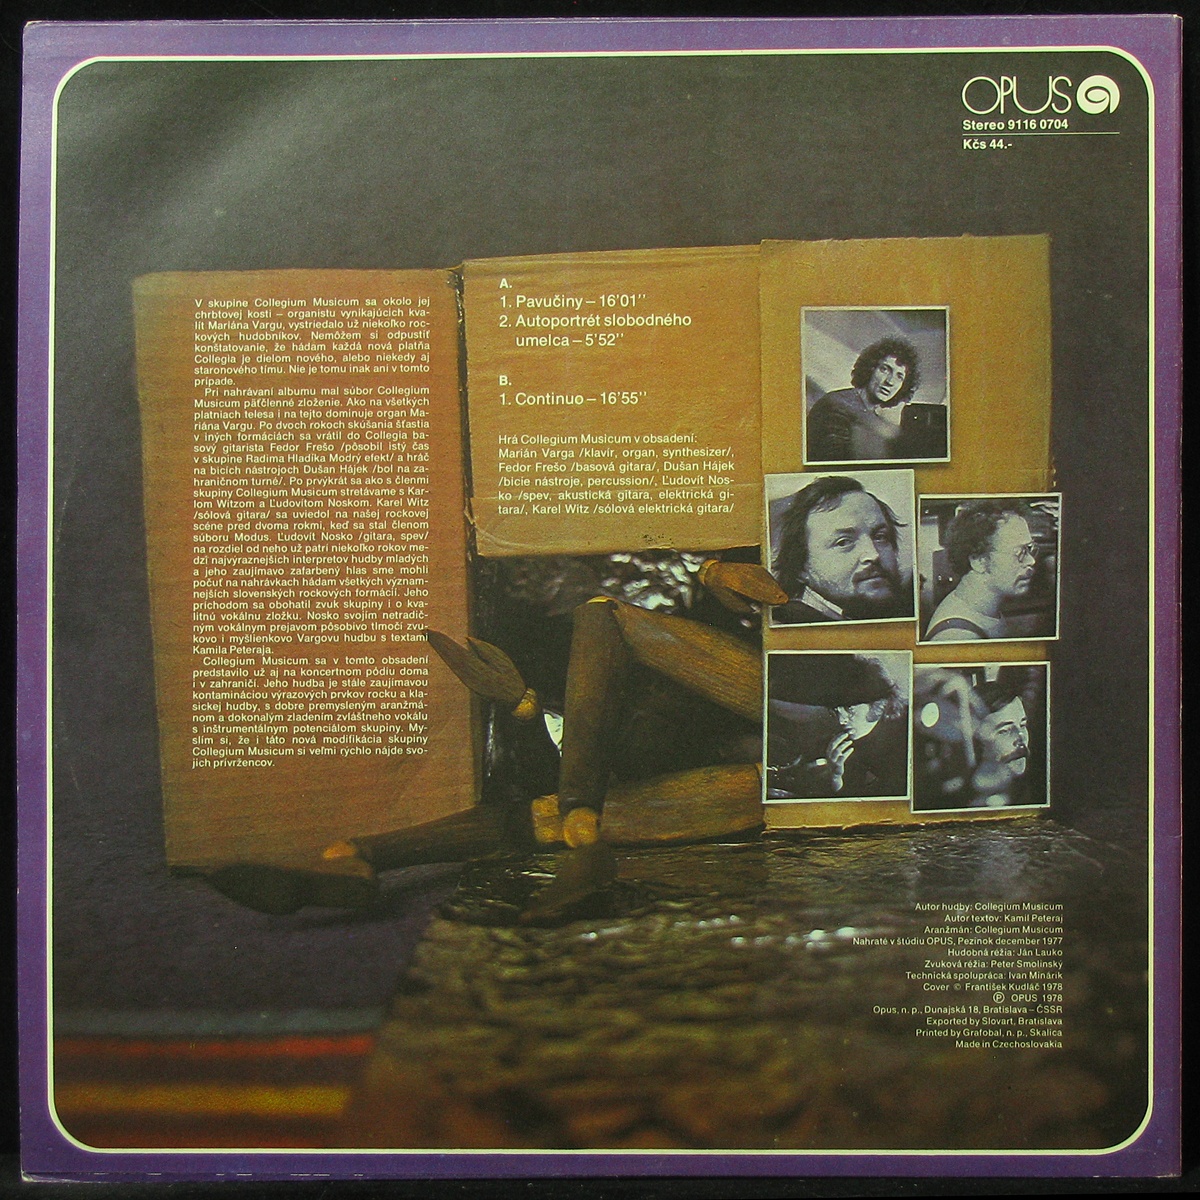 OPUS
Stereo 9116 0704
Kčs 44.-
V skupine Collegium Musicum sa okolo jej
chrbtovej kosti – organistu vynikajúcich kva-
lít Mariána Vargu, vystriedalo už niekoľko roc-
kových hudobníkov. Nemôžem si odpustiť
konštatovanie, že hádam každá nová platňa
Collegia je dielom nového, alebo niekedy aj
staronového tímu. Nie je tomu inak ani v tomto
prípade.
Pri nahrávaní albumu mal súbor Collegium
Musicum päťčlenné zloženie. Ako na všetkých
platniach telesa i na tejto dominuje organ Ma-
riána Vargu. Po dvoch rokoch skúšania šťastia
v iných formáciách sa vrátil do Collegia ba-
sový gitarista Fedor Frešo /pôsobil istý čas
v skupine Radima Hladíka Modrý efekt/ a hráč
na bicích nástrojoch Dušan Hájek /bol na za-
hraničnom turné/. Po prvýkrát sa ako s členmi
skupiny Collegium Musicum stretávame s Kar-
lom Witzom a Ľudovítom Noskom. Karel Witz
/sólová gitara/ sa uviedol na našej rockovej
scéne pred dvoma rokmi, keď sa stal členom
súboru Modus. Ľudovít Nosko /gitara, spev/
na rozdiel od neho už patrí niekoľko rokov me-
dzi najvýraznejších interpretov hudby mladých
a jeho zaujímavo zafarbený hlas sme mohli
počuť na nahrávkach hádam všetkých význam-
nejších slovenských rockových formácií. Jeho
príchodom sa obohatil zvuk skupiny i o kva-
litnú vokálnu zložku. Nosko svojím netradič-
ným vokálnym prejavom pôsobivo tlmočí zvu-
kovo i myšlienkovo Vargovu hudbu s textami
Kamila Peteraja.
Collegium Musicum sa v tomto obsadení
predstavilo už aj na koncertnom pódiu doma
i v zahraničí. Jeho hudba je stále zaujímavou
kontamináciou výrazových prvkov rocku a kla-
sickej hudby, s dobre premysleným aranžmá-
nom a dokonalým zladením zvláštneho vokálu
s inštrumentálnym potenciálom skupiny. My-
slím si, že i táto nová modifikácia skupiny
Collegium Musicum si veľmi rýchlo nájde svo-
jich prívržencov.
A.
1. Pavučiny – 16'01''
2. Autoportrét slobodného
umelca – 5'52''
B.
1. Continuo – 16'55''
Hrá Collegium Musicum v obsadení:
Marián Varga /klavír, organ, synthesizer/,
Fedor Frešo /basová gitara/, Dušan Hájek
/bicie nástroje, percussion/, Ľudovít Nos-
ko /spev, akustická gitara, elektrická gi-
tara/, Karel Witz /sólová elektrická gitara/
Autor hudby: Collegium Musicum
Autor textov: Kamil Peteraj
Aranžmán: Collegium Musicum
Nahraté v štúdiu OPUS, Pezinok december 1977
Hudobná réžia: Ján Lauko
Zvuková réžia: Peter Smolinský
Technická spolupráca: Ivan Minárik
Cover © František Kudláč 1978
Ⓟ OPUS 1978
Opus, n. p., Dunajská 18, Bratislava – ČSSR
Exported by Slovart, Bratislava
Printed by Grafobal, n. p., Skalica
Made in Czechoslovakia